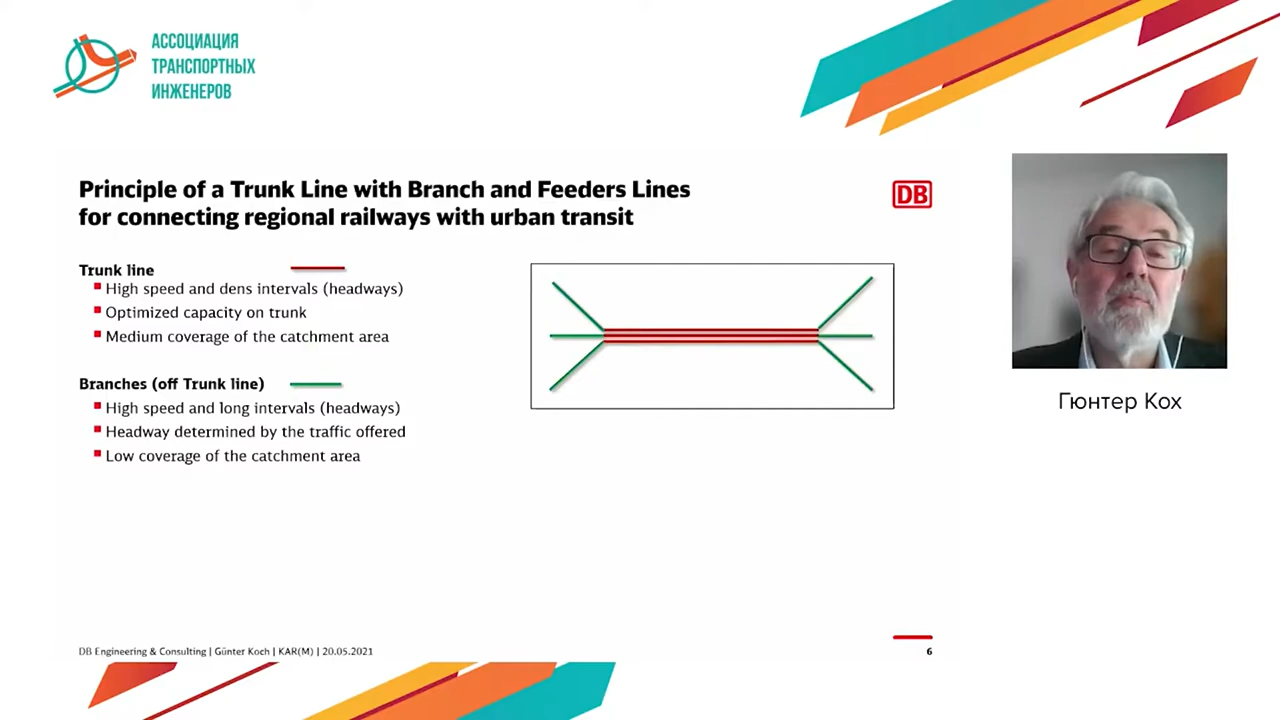 АССОЦИАЦИЯ
ТРАНСПОРТНЫХ
ИНЖЕНЕРОВ
Principle of a Trunk Line with Branch and Feeders Lines
for connecting regional railways with urban transit
DB
Trunk line
High speed and dens intervals (headways)
Optimized capacity on trunk
Medium coverage of the catchment area
Branches (off Trunk line)
High speed and long intervals (headways)
Headway determined by the traffic offered
Low coverage of the catchment area
Гюнтер Кох
DB Engineering & Consulting | Günter Koch | KAR(M) | 20.05.2021
6